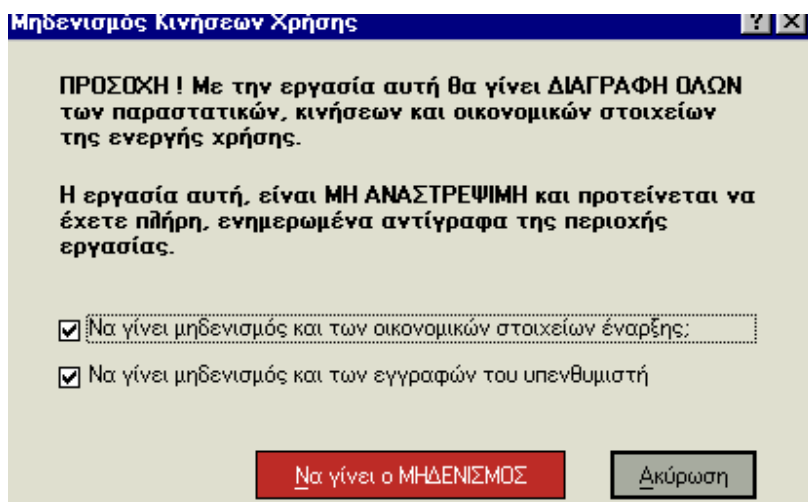 Μηδενισμός Κινήσεων Χρήσης
ΠΡΟΣΟΧΗ ! Με την εργασία αυτή θα γίνει ΔΙΑΓΡΑΦΗ ΟΛΩΝ
των παραστατικών, κινήσεων και οικονομικών στοιχείων
της ενεργής χρήσης.
Η εργασία αυτή, είναι ΜΗ ΑΝΑΣΤΡΕΨΙΜΗ και προτείνεται να
έχετε πλήρη, ενημερωμένα αντίγραφα της περιοχής
εργασίας.
Να γίνει μηδενισμός και των οικονομικών στοιχείων έναρξης;
Να γίνει μηδενισμός και των εγγραφών του υπενθυμιστή
Να γίνει ο ΜΗΔΕΝΙΣΜΟΣ
Ακύρωση